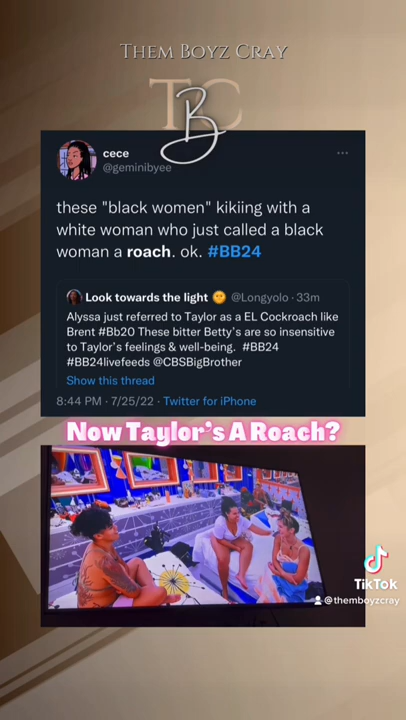 THEM BOYZ CRAY
TC
B
cece
@geminibyee
these "black women" kikiing with a
white woman who just called a black
woman a roach. ok. #BB24
Look towards the light 🌞 @Longyolo · 33m
Alyssa just referred to Taylor as a EL Cockroach like
Brent #Bb20 These bitter Betty's are so insensitive
to Taylor's feelings & well-being. #BB24
#BB24livefeeds @CBSBigBrother
Show this thread
8:44 PM · 7/25/22 · Twitter for iPhone
Now Taylor's A Roach?
TikTok
@themboyzcray